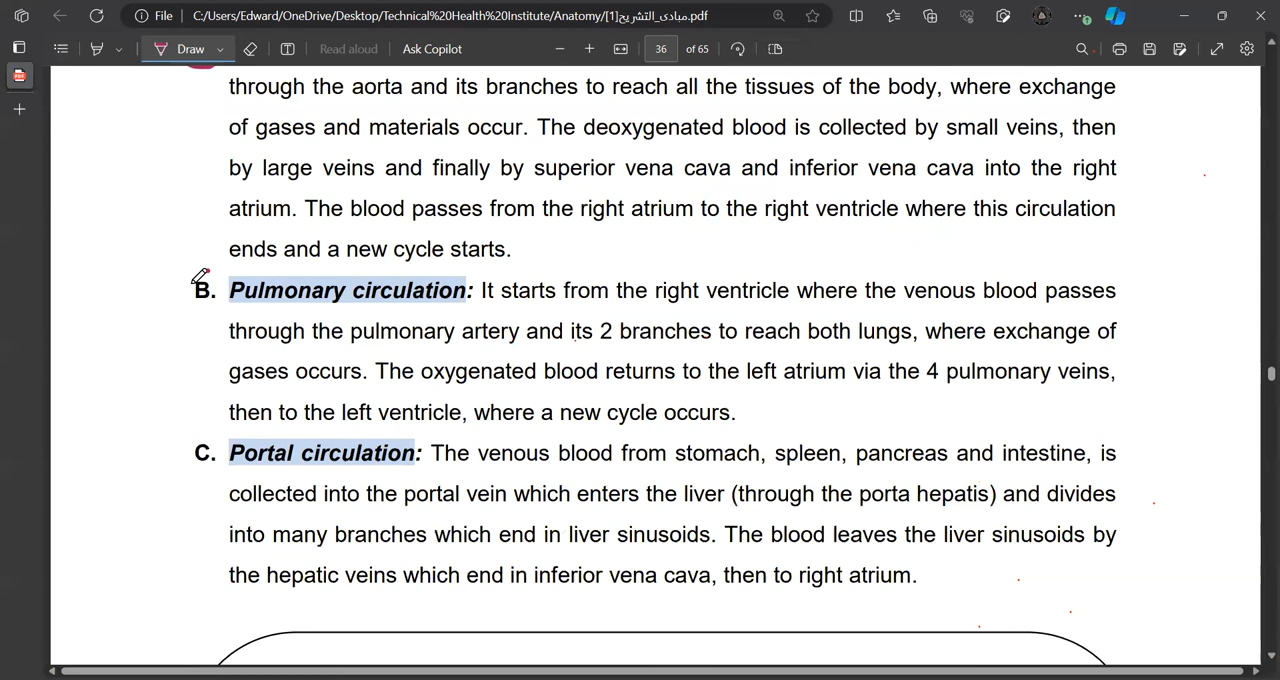 File C:/Users/Edward/OneDrive/Desktop/Technical%20Health%20Institute/Anatomy/[1]مبادى_التشريح.pdf
Draw Read aloud Ask Copilot 36 of 65
through the aorta and its branches to reach all the tissues of the body, where exchange
of gases and materials occur. The deoxygenated blood is collected by small veins, then
by large veins and finally by superior vena cava and inferior vena cava into the right
atrium. The blood passes from the right atrium to the right ventricle where this circulation
ends and a new cycle starts.
B. Pulmonary circulation: It starts from the right ventricle where the venous blood passes
through the pulmonary artery and its 2 branches to reach both lungs, where exchange of
gases occurs. The oxygenated blood returns to the left atrium via the 4 pulmonary veins,
then to the left ventricle, where a new cycle occurs.
C. Portal circulation: The venous blood from stomach, spleen, pancreas and intestine, is
collected into the portal vein which enters the liver (through the porta hepatis) and divides
into many branches which end in liver sinusoids. The blood leaves the liver sinusoids by
the hepatic veins which end in inferior vena cava, then to right atrium.